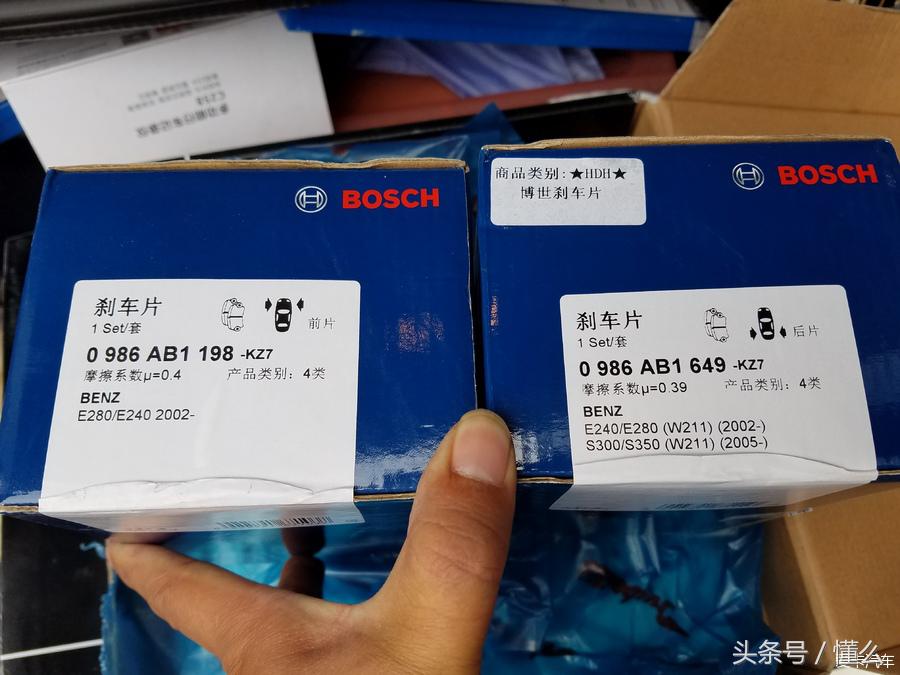 BOSCH
刹车片
1 Set/套
前片
0 986 AB1 198 -KZ7
摩擦系数μ=0.4 产品类别: 4类
BENZ
E280/E240 2002-
商品类别:★HDH★
博世刹车片
BOSCH
刹车片
1 Set/套
后片
0 986 AB1 649 -KZ7
摩擦系数μ=0.39 产品类别: 4类
BENZ
E240/E280 (W211) (2002-)
S300/S350 (W211) (2005-)
头条号 / 懂么